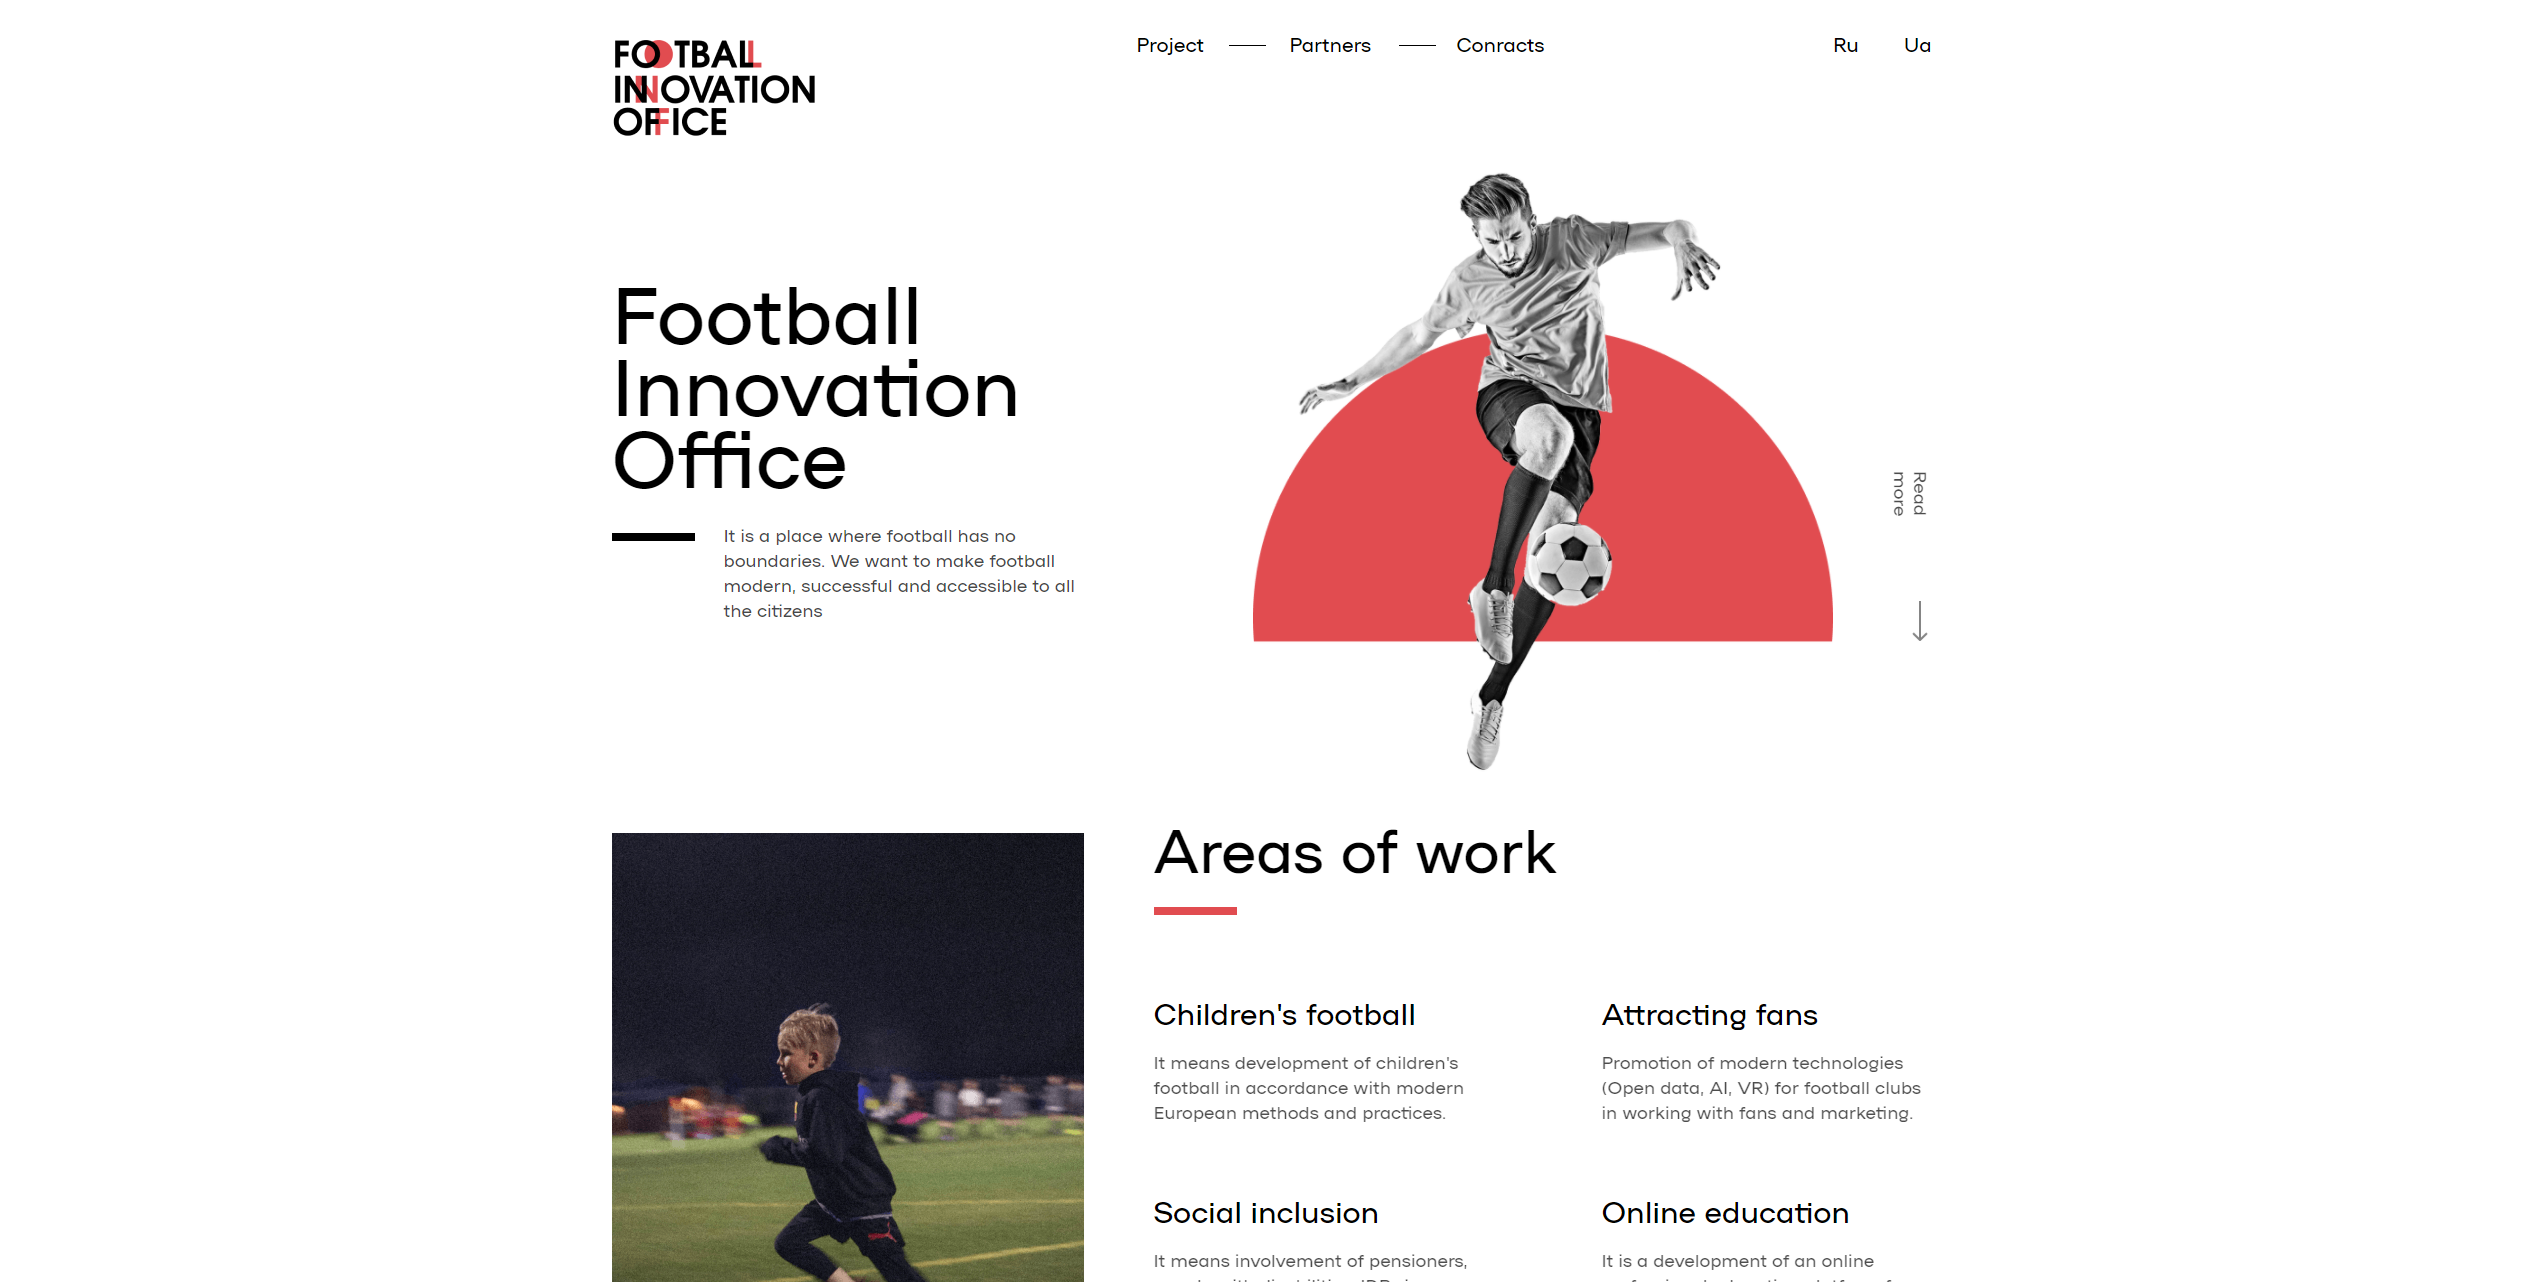 FOOTBALL
INNOVATION
OFFICE
Project
Partners
Conracts
Ru
Ua
Football
Innovation
Office
It is a place where football has no
boundaries. We want to make football
modern, successful and accessible to all
the citizens
Read
more
Areas of work
Children's football
It means development of children's
football in accordance with modern
European methods and practices.
Attracting fans
Promotion of modern technologies
(Open data, AI, VR) for football clubs
in working with fans and marketing.
Social inclusion
It means involvement of pensioners,
Online education
It is a development of an online